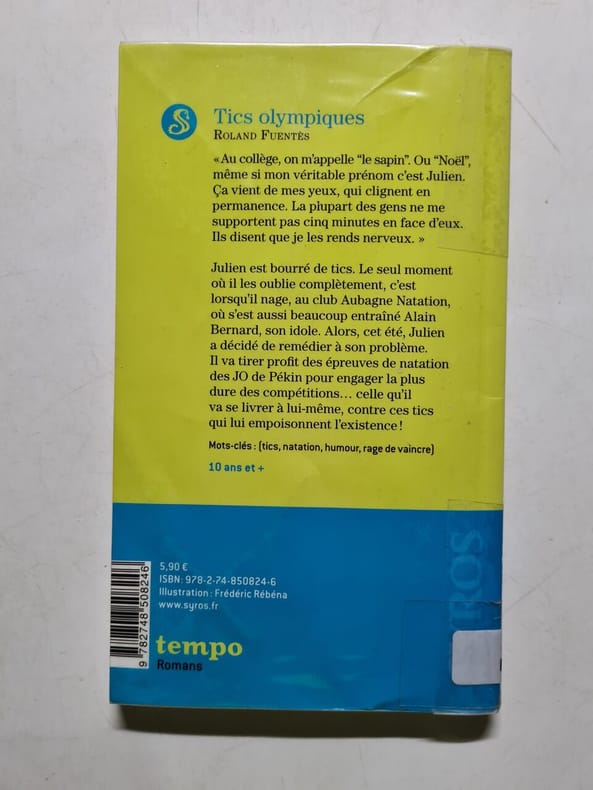 Tics olympiques
Roland Fuentès
« Au collège, on m'appelle "le sapin". Ou "Noël",
même si mon véritable prénom c'est Julien.
Ça vient de mes yeux, qui clignent en
permanence. La plupart des gens ne me
supportent pas cinq minutes en face d'eux.
Ils disent que je les rends nerveux. »
Julien est bourré de tics. Le seul moment
où il les oublie complètement, c'est
lorsqu'il nage, au club Aubagne Natation,
où s'est aussi beaucoup entraîné Alain
Bernard, son idole. Alors, cet été, Julien
a décidé de remédier à son problème.
Il va tirer profit des épreuves de natation
des JO de Pékin pour engager la plus
dure des compétitions… celle qu'il
va se livrer à lui-même, contre ces tics
qui lui empoisonnent l'existence !
Mots-clés : (tics, natation, humour, rage de vaincre)
10 ans et +
5,90 €
ISBN : 978-2-74-850824-6
Illustration : Frédéric Rébéna
www.syros.fr
9 782748 508246
tempo
Romans